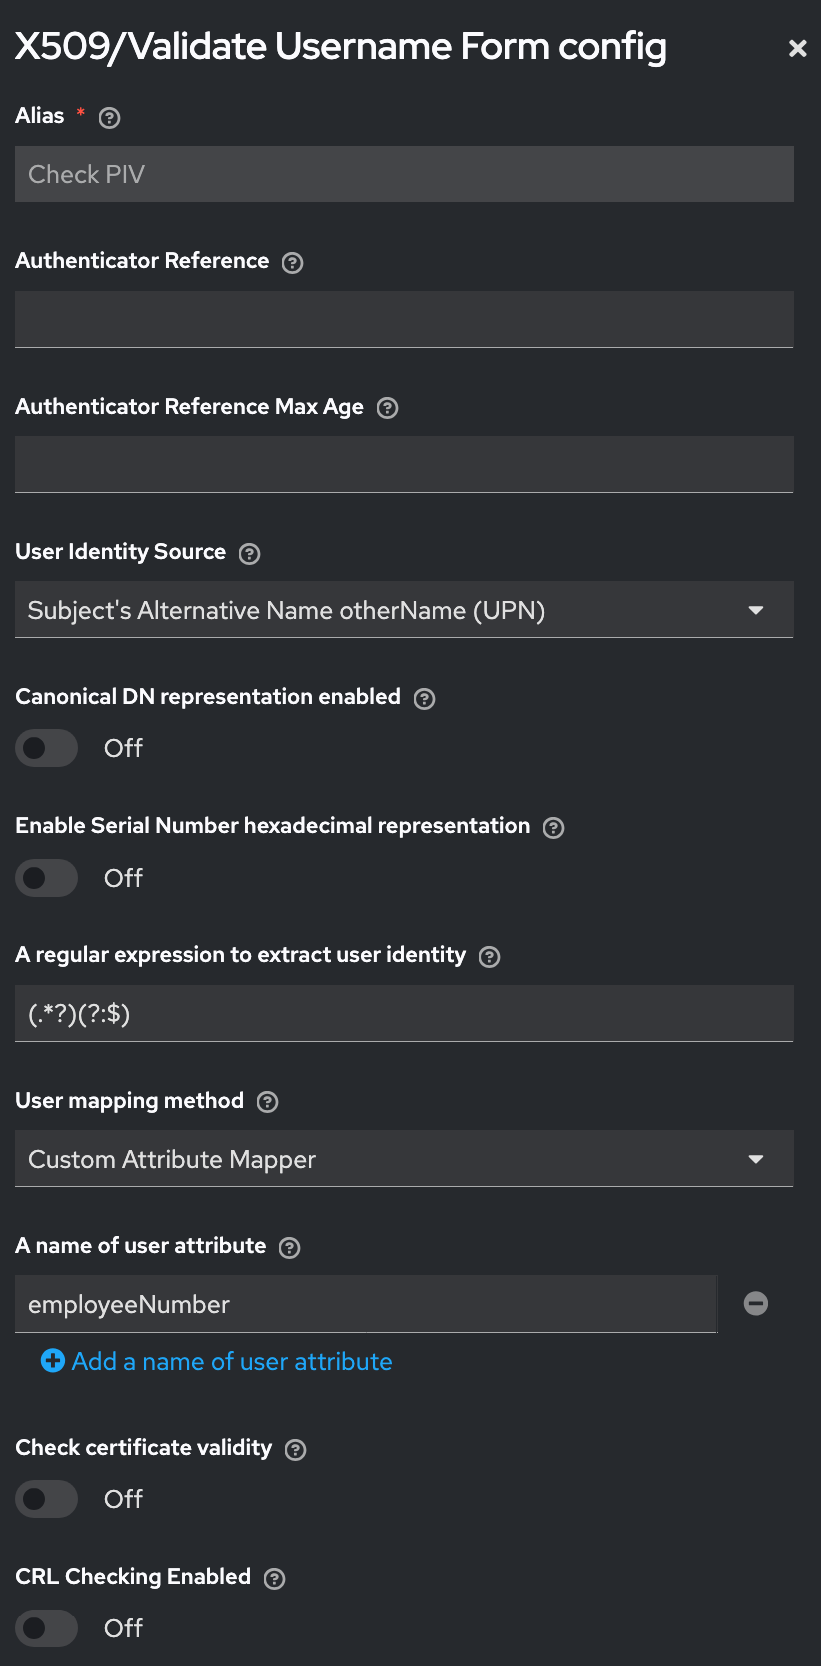 X509/Validate Username Form config
Alias *
Check PIV
Authenticator Reference
Authenticator Reference Max Age
User Identity Source
Subject's Alternative Name otherName (UPN)
Canonical DN representation enabled
Off
Enable Serial Number hexadecimal representation
Off
A regular expression to extract user identity
(.*?)(?:$)
User mapping method
Custom Attribute Mapper
A name of user attribute
employeeNumber
Add a name of user attribute
Check certificate validity
Off
CRL Checking Enabled
Off